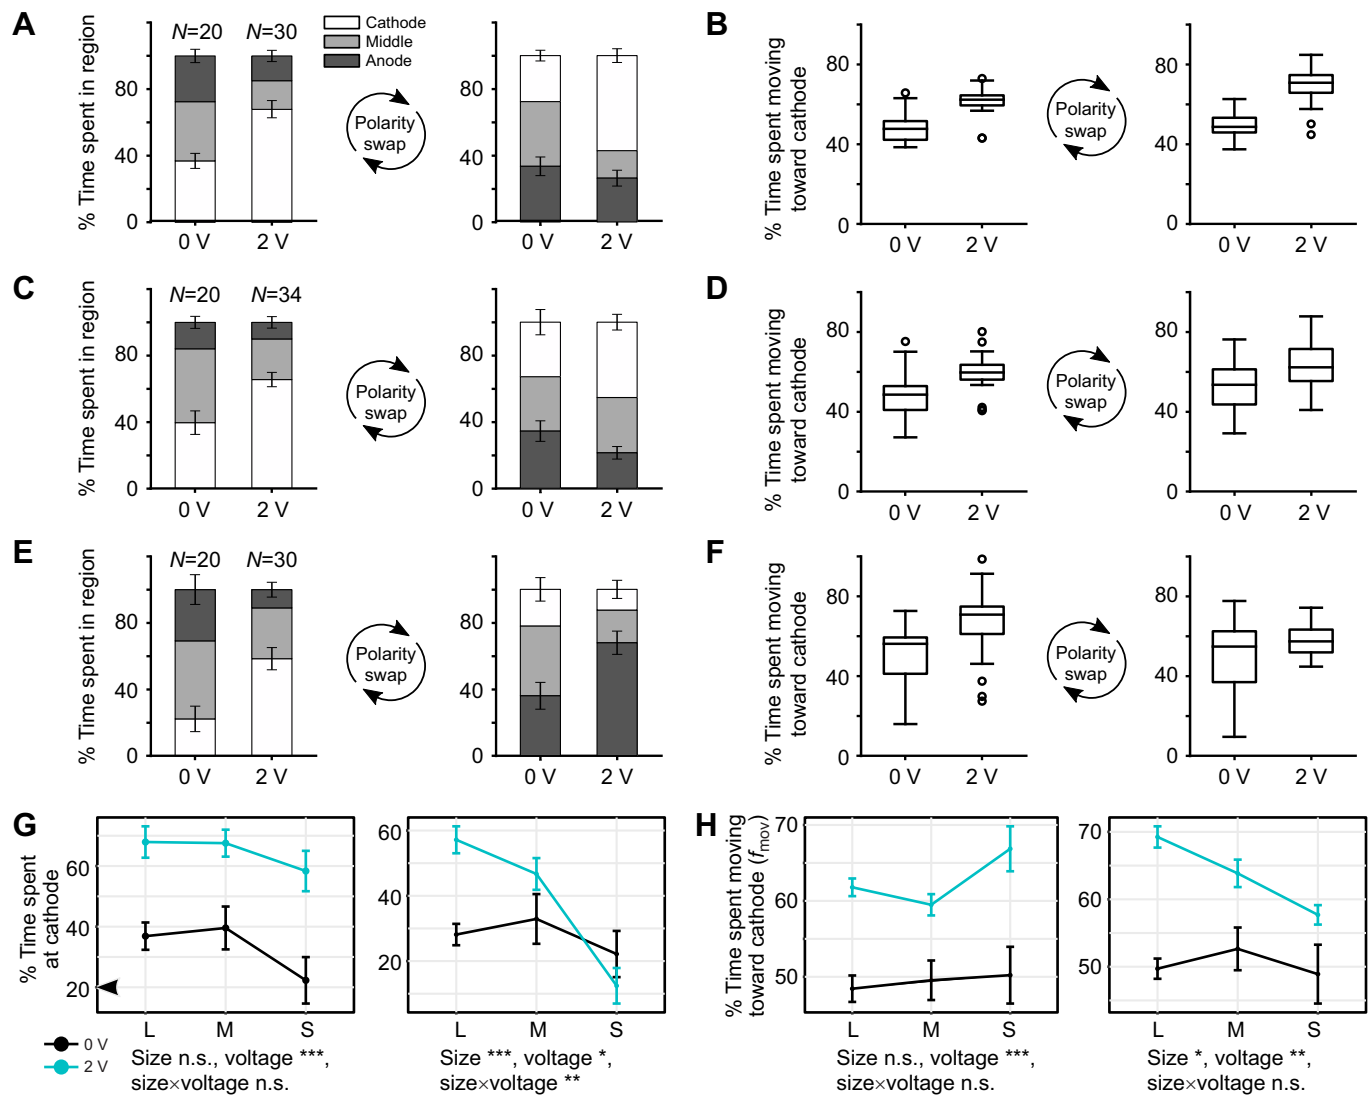 A
N=20
N=30
Cathode
Middle
Anode
% Time spent in region
80
40
0
0 V
2 V
Polarity
swap
80
40
0
0 V
2 V
B
% Time spent moving
toward cathode
80
40
0
0 V
2 V
Polarity
swap
80
40
0
0 V
2 V
C
N=20
N=34
% Time spent in region
80
40
0
0 V
2 V
Polarity
swap
80
40
0
0 V
2 V
D
% Time spent moving
toward cathode
80
40
0
0 V
2 V
Polarity
swap
80
40
0
0 V
2 V
E
N=20
N=30
% Time spent in region
80
40
0
0 V
2 V
Polarity
swap
80
40
0
0 V
2 V
F
% Time spent moving
toward cathode
80
40
0
0 V
2 V
Polarity
swap
80
40
0
0 V
2 V
G
% Time spent
at cathode
60
40
20
L M S
0 V
2 V
Size n.s., voltage ***,
size×voltage n.s.
60
40
20
L M S
Size ***, voltage *,
size×voltage **
H
% Time spent moving
toward cathode (fmov)
70
60
50
L M S
Size n.s., voltage ***,
size×voltage n.s.
70
60
50
L M S
Size *, voltage **,
size×voltage n.s.